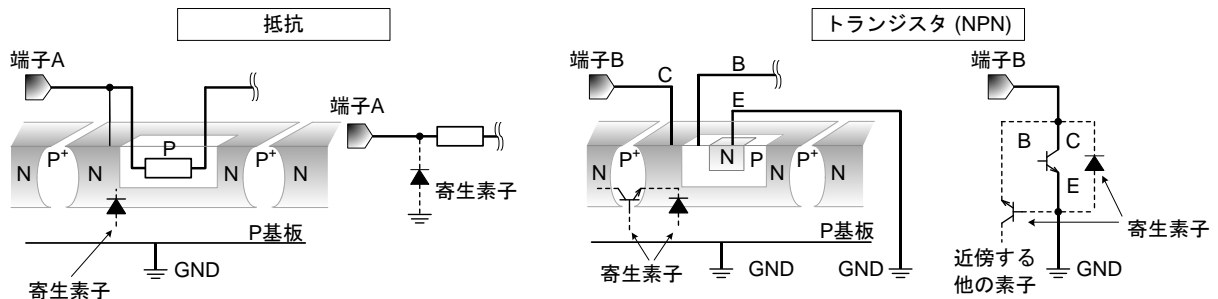 抵抗
端子A
P
N
P+
N
N
P+
N
P基板
GND
寄生素子
端子A
寄生素子
トランジスタ (NPN)
端子B
C
B
E
N
P+
N
N
P
N
P+
N
P基板
寄生素子
GND
GND
端子B
B
C
E
寄生素子
近傍する
他の素子
GND